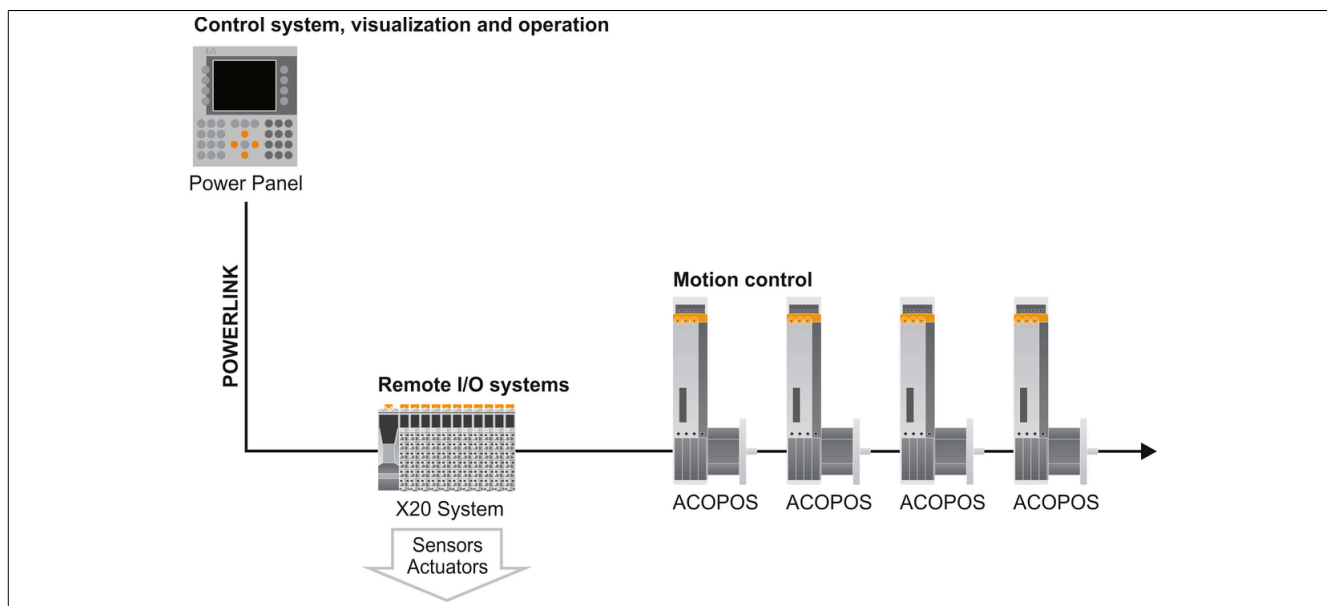 Control system, visualization and operation
Power Panel
POWERLINK
Motion control
Remote I/O systems
X20 System
ACOPOS
ACOPOS
ACOPOS
ACOPOS
Sensors
Actuators